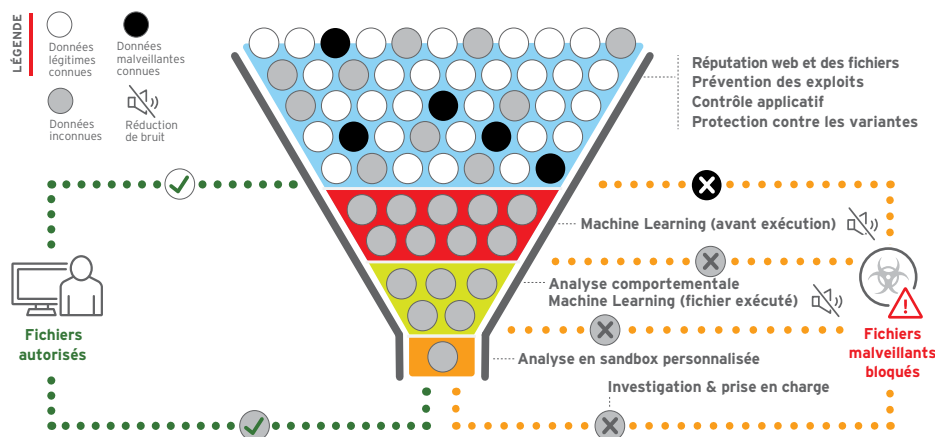 LÉGENDE
Données
légitimes
connues
Données
malveillantes
connues
Données
inconnues
Réduction
de bruit
Réputation web et des fichiers
Prévention des exploits
Contrôle applicatif
Protection contre les variantes
Machine Learning (avant exécution)
Analyse comportementale
Machine Learning (fichier exécuté)
Fichiers
autorisés
Fichiers
malveillants
bloqués
Analyse en sandbox personnalisée
Investigation & prise en charge